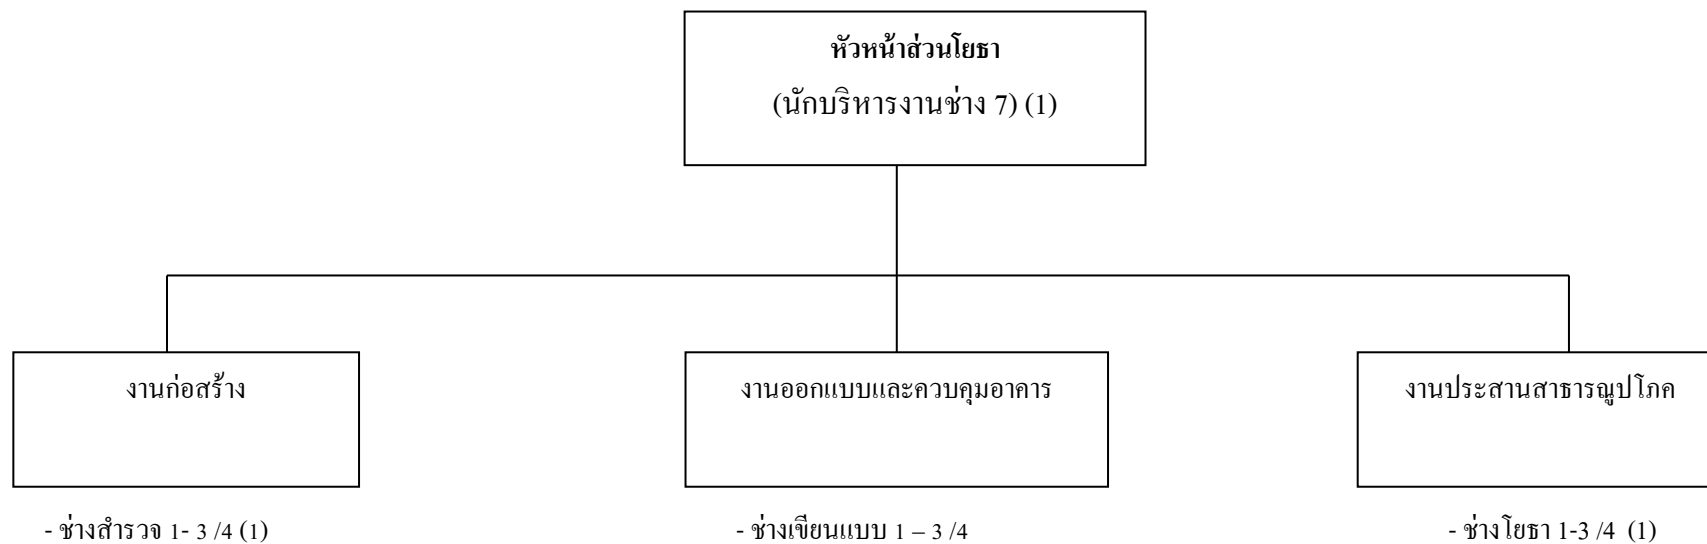 หัวหน้าส่วนโยธา
(นักบริหารงานช่าง 7) (1)
งานก่อสร้าง
งานออกแบบและควบคุมอาคาร
งานประสานสาธารณูปโภค
- ช่างสำรวจ 1- 3 /4 (1)
- ช่างเขียนแบบ 1 – 3 /4
- ช่างโยธา 1-3 /4 (1)